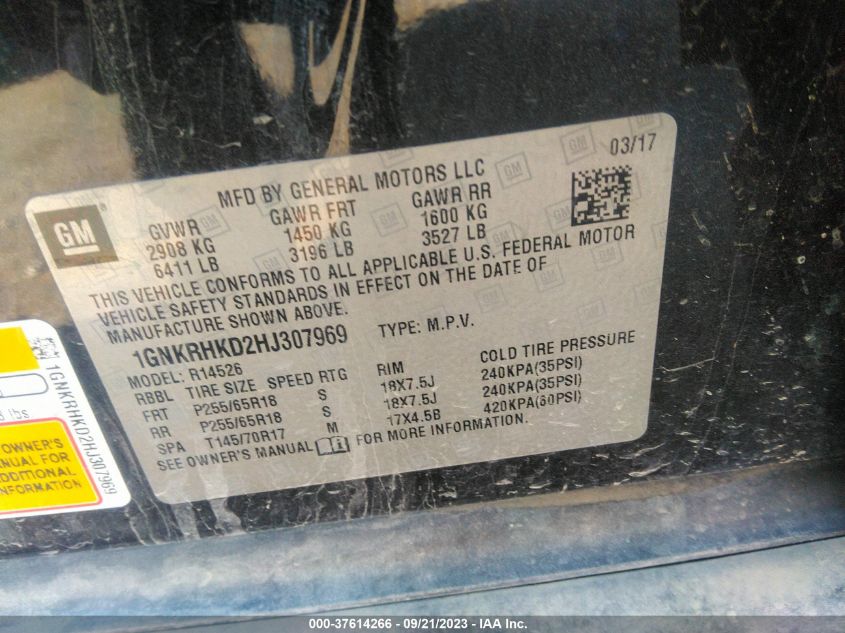 03/17
MFD BY GENERAL MOTORS LLC
GM
GVWR GAWR FRT GAWR RR
2908 KG 1450 KG 1600 KG
6411 LB 3196 LB 3527 LB
THIS VEHICLE CONFORMS TO ALL APPLICABLE U.S. FEDERAL MOTOR
VEHICLE SAFETY STANDARDS IN EFFECT ON THE DATE OF
MANUFACTURE SHOWN ABOVE.
1GNKRHKD2HJ307969 TYPE: M.P.V.
MODEL: R14526
RBBL TIRE SIZE SPEED RTG RIM COLD TIRE PRESSURE
FRT P255/65R18 S 18X7.5J 240KPA(35PSI)
RR P255/65R18 S 18X7.5J 240KPA(35PSI)
SPA T145/70R17 M 17X4.5B 420KPA(60PSI)
SEE OWNER'S MANUAL FOR MORE INFORMATION.
lbs.
OWNER'S
MANUAL FOR
ADDITIONAL
INFORMATION
1GNKRHKD2HJ307969
000-37614266 - 09/21/2023 - IAAI.COM